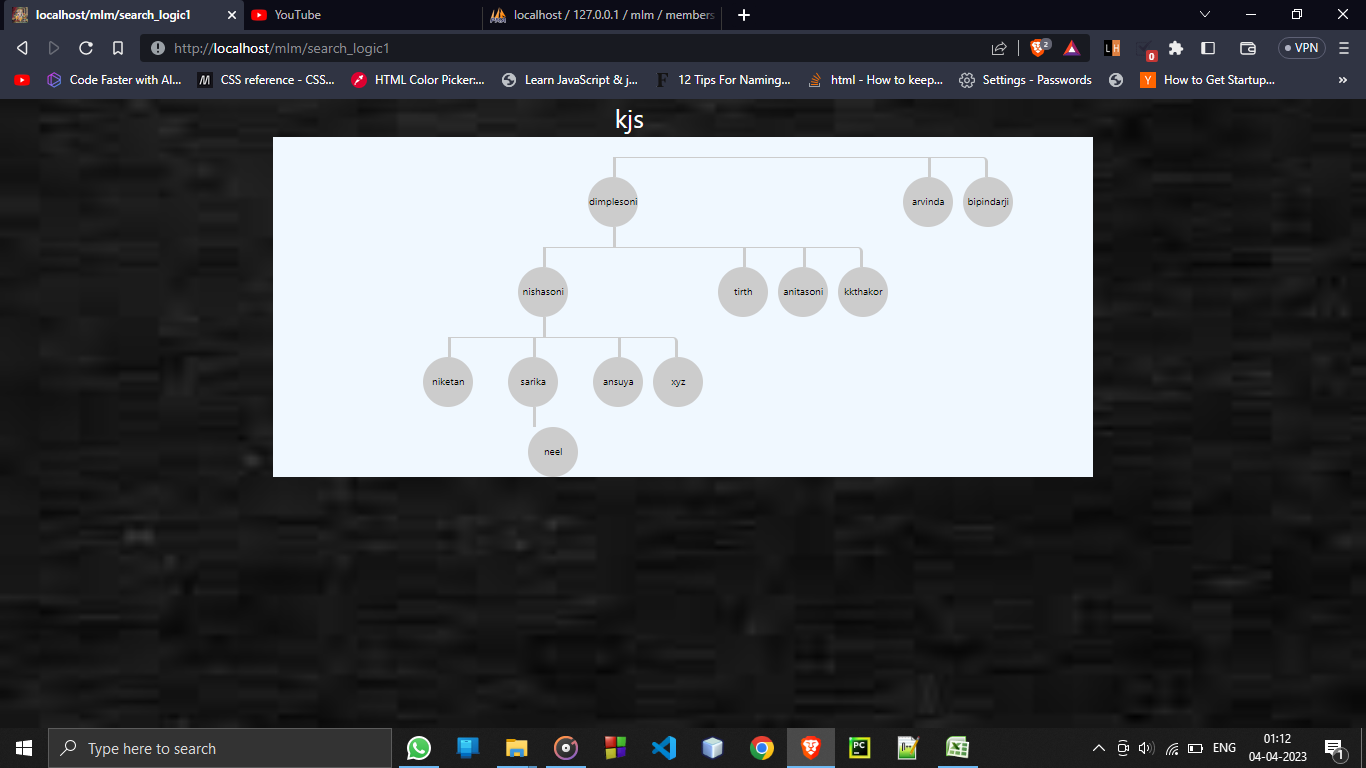 localhost/mlm/search_logic1
YouTube
localhost / 127.0.0.1 / mlm / members
http://localhost/mlm/search_logic1
2
L H
0
VPN
Code Faster with AI...
CSS reference - CSS...
HTML Color Picker:...
Learn JavaScript & j...
F
12 Tips For Naming...
html - How to keep...
Settings - Passwords
Y
How to Get Startup...
kjs
dimplesoni
arvinda
bipindarji
nishasoni
tirth
anitasoni
kkthakor
niketan
sarika
ansuya
xyz
neel
Type here to search
PC
ENG
01:12
04-04-2023
1